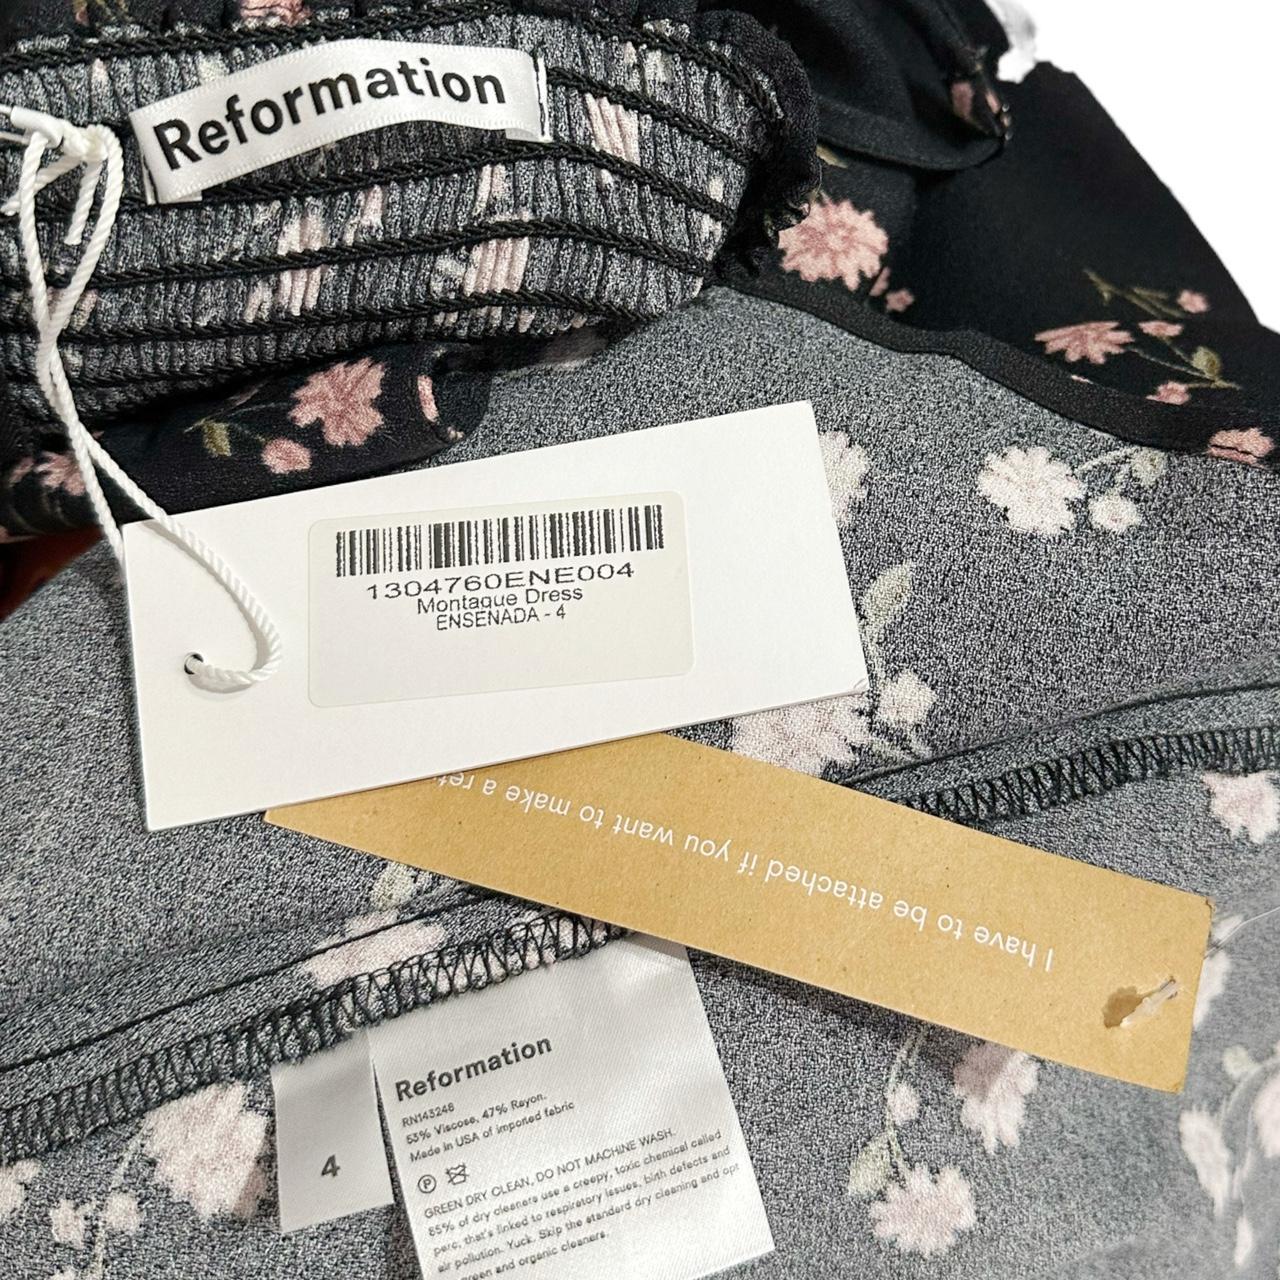 Reformation
1304760ENE004
Montague Dress
ENSENADA - 4
I have to be attached if you want to make a ret
Reformation
RN143248
53% Viscose, 47% Rayon.
Made in USA of imported fabric
4
P
GREEN DRY CLEAN, DO NOT MACHINE WASH.
85% of dry cleaners use a creepy, toxic chemical called
perc, that's linked to respiratory issues, birth defects and
air pollution. Yuck. Skip the standard dry cleaning and opt
green and organic cleaners.